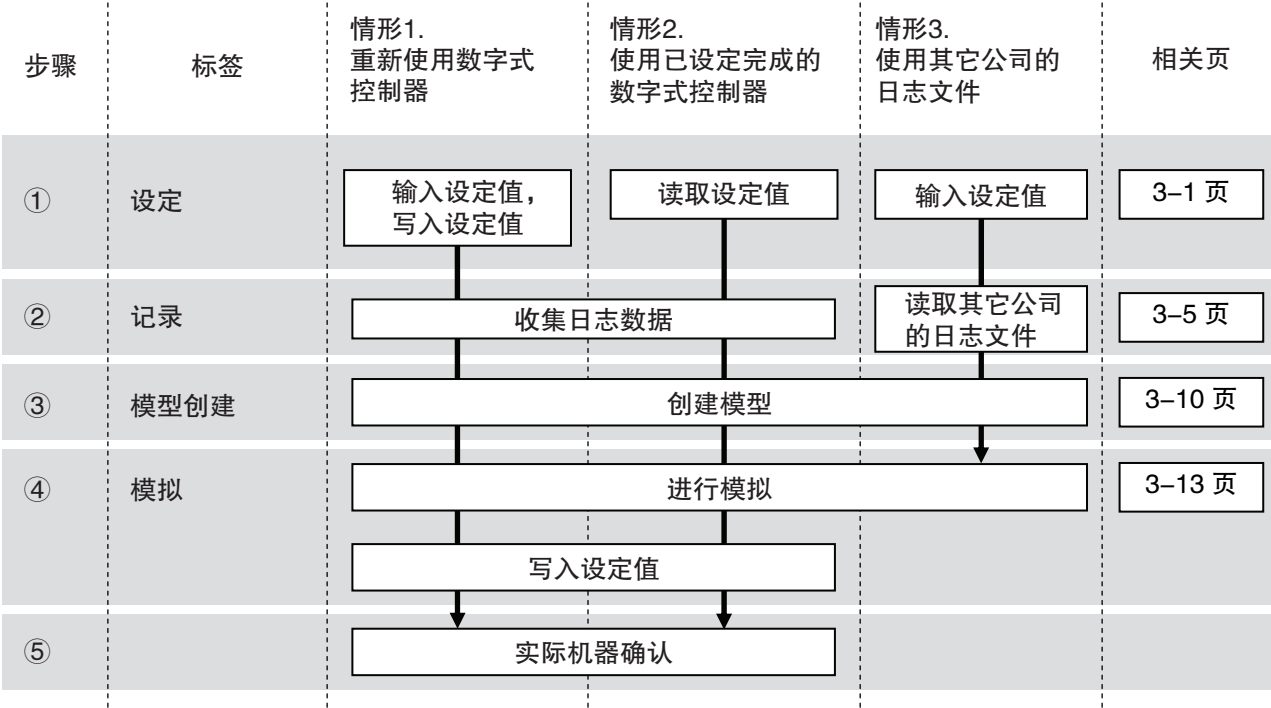 步骤
标签
情形1.
重新使用数字式
控制器
情形2.
使用已设定完成的
数字式控制器
情形3.
使用其它公司的
日志文件
相关页
①
设定
输入设定值，
写入设定值
读取设定值
输入设定值
3–1 页
②
记录
收集日志数据
读取其它公司
的日志文件
3–5 页
③
模型创建
创建模型
3–10 页
④
模拟
进行模拟
3–13 页
写入设定值
⑤
实际机器确认